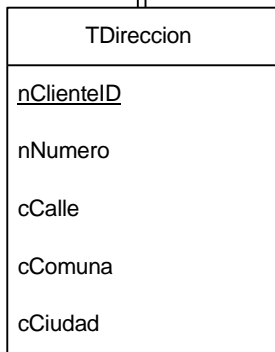 TDireccion
nClienteID
nNumero
cCalle
cComuna
cCiudad